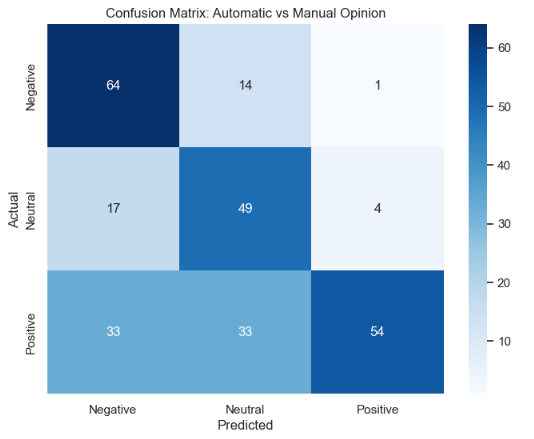 Confusion Matrix: Automatic vs Manual Opinion
Negative
64
14
1
60
50
Actual
Neutral
17
49
4
40
30
20
Positive
33
33
54
10
Negative
Neutral
Positive
Predicted